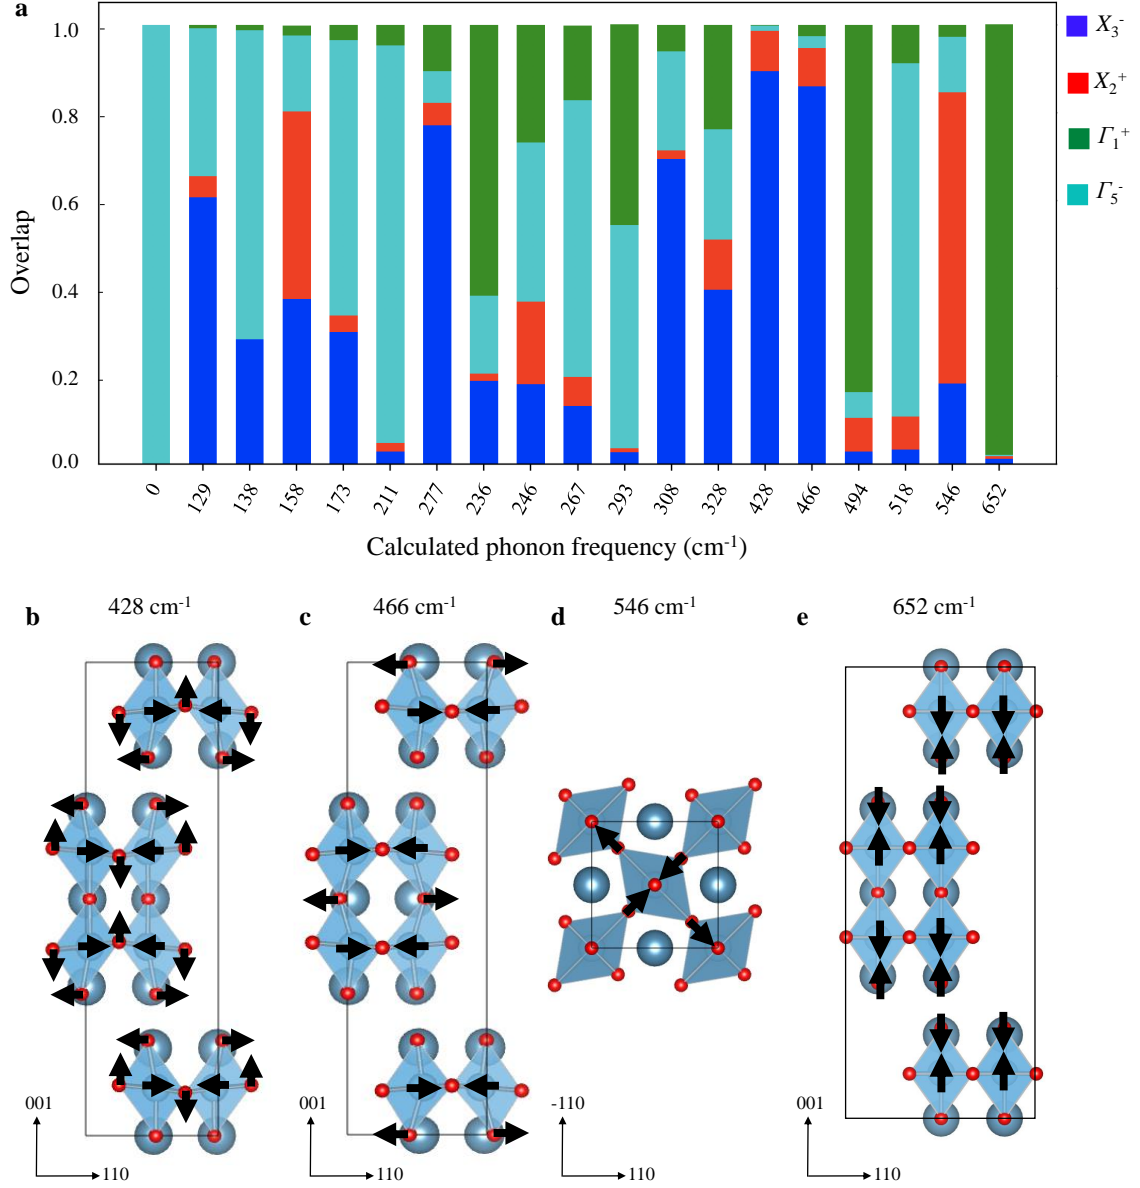 a
1.0
0.8
0.6
0.4
0.2
0.0
Overlap
0 129 138 158 173 211 277 236 246 267 293 308 328 428 466 494 518 546 652
Calculated phonon frequency (cm⁻¹)
X₃⁻
X₂⁺
Γ₁⁺
Γ₅⁻
b 428 cm⁻¹
c 466 cm⁻¹
d 546 cm⁻¹
e 652 cm⁻¹
001
110
001
110
-110
110
001
110